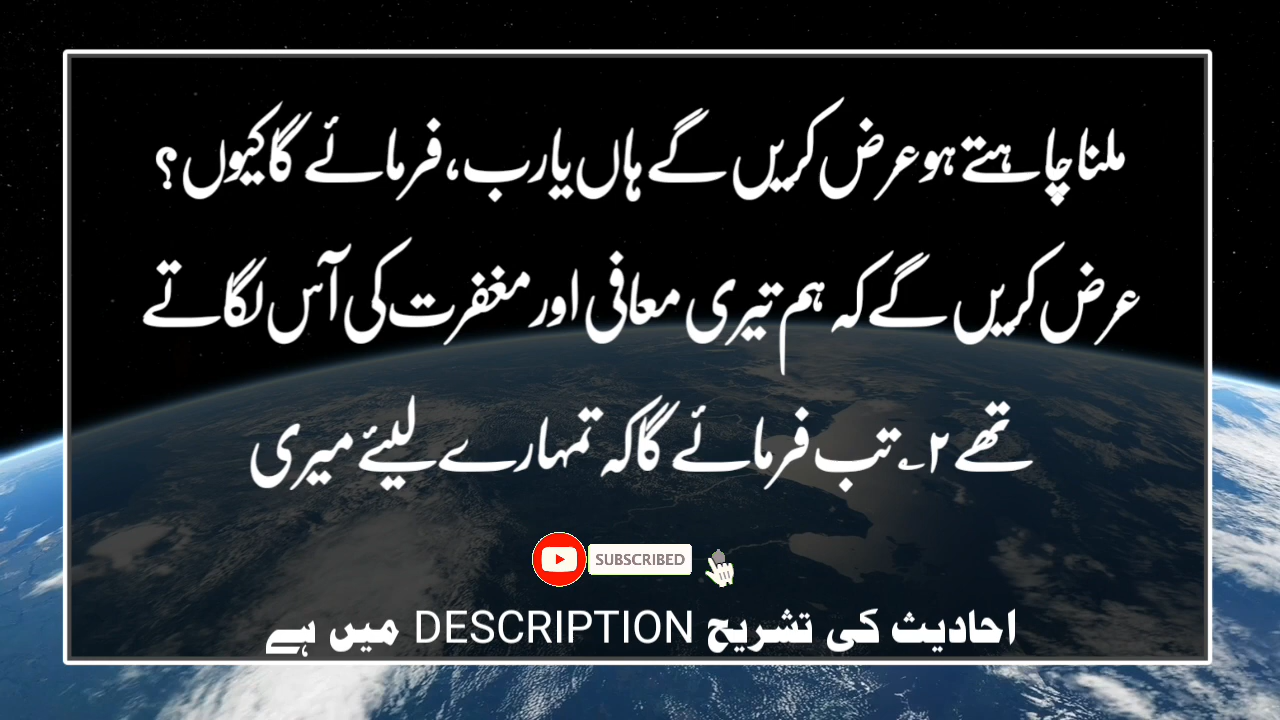 ملنا چاہتے ہو عرض کریں گے ہاں یارب، فرمائے گا کیوں؟
عرض کریں گے کہ ہم تیری معافی اور مغفرت کی آس لگاتے
تھے ۲؎ تب فرمائے گا کہ تمہارے لیئے میری
SUBSCRIBED
احادیث کی تشریح DESCRIPTION میں ہے